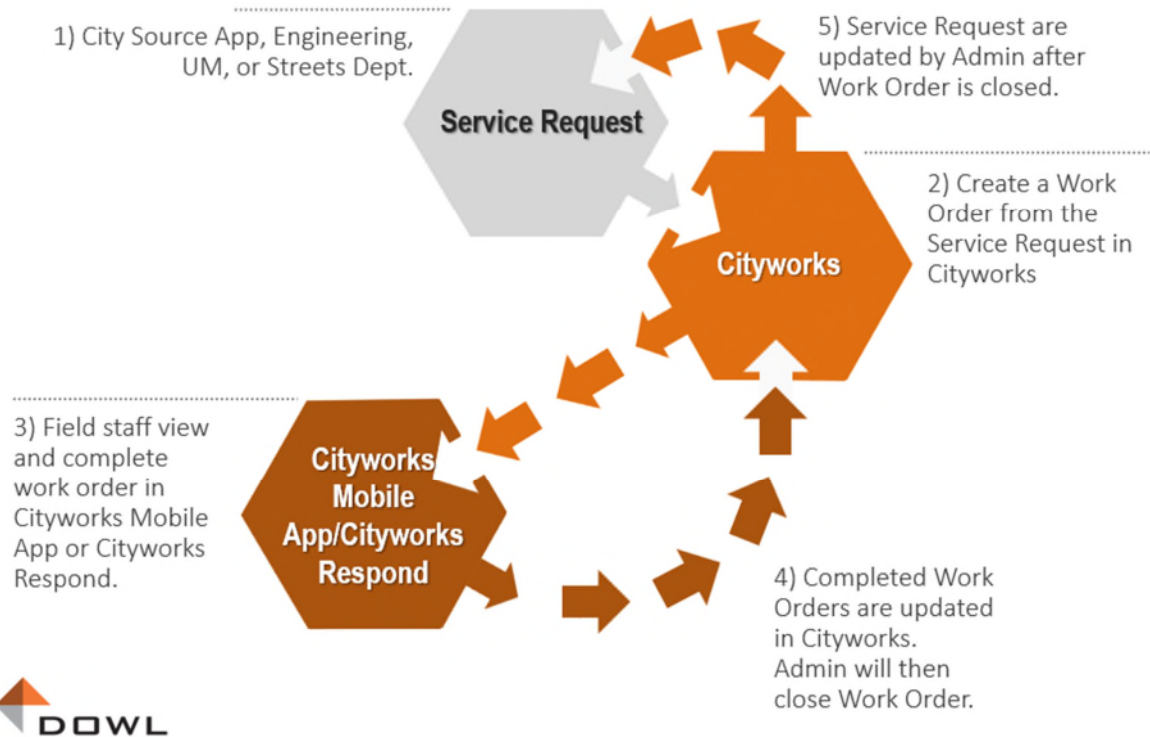 1) City Source App, Engineering,
UM, or Streets Dept.
Service Request
5) Service Request are
updated by Admin after
Work Order is closed.
Cityworks
2) Create a Work
Order from the
Service Request in
Cityworks
3) Field staff view
and complete
work order in
Cityworks Mobile
App or Cityworks
Respond.
Cityworks
Mobile
App/Cityworks
Respond
4) Completed Work
Orders are updated
in Cityworks.
Admin will then
close Work Order.
DOWL